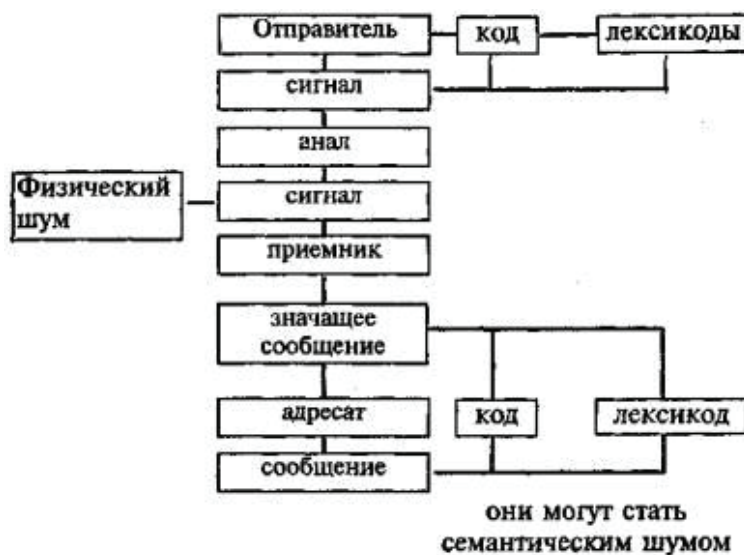 Отправитель
код
лексикоды
сигнал
анал
Физический
шум
сигнал
приемник
значащее
сообщение
адресат
код
лексикод
сообщение
они могут стать
семантическим шумом